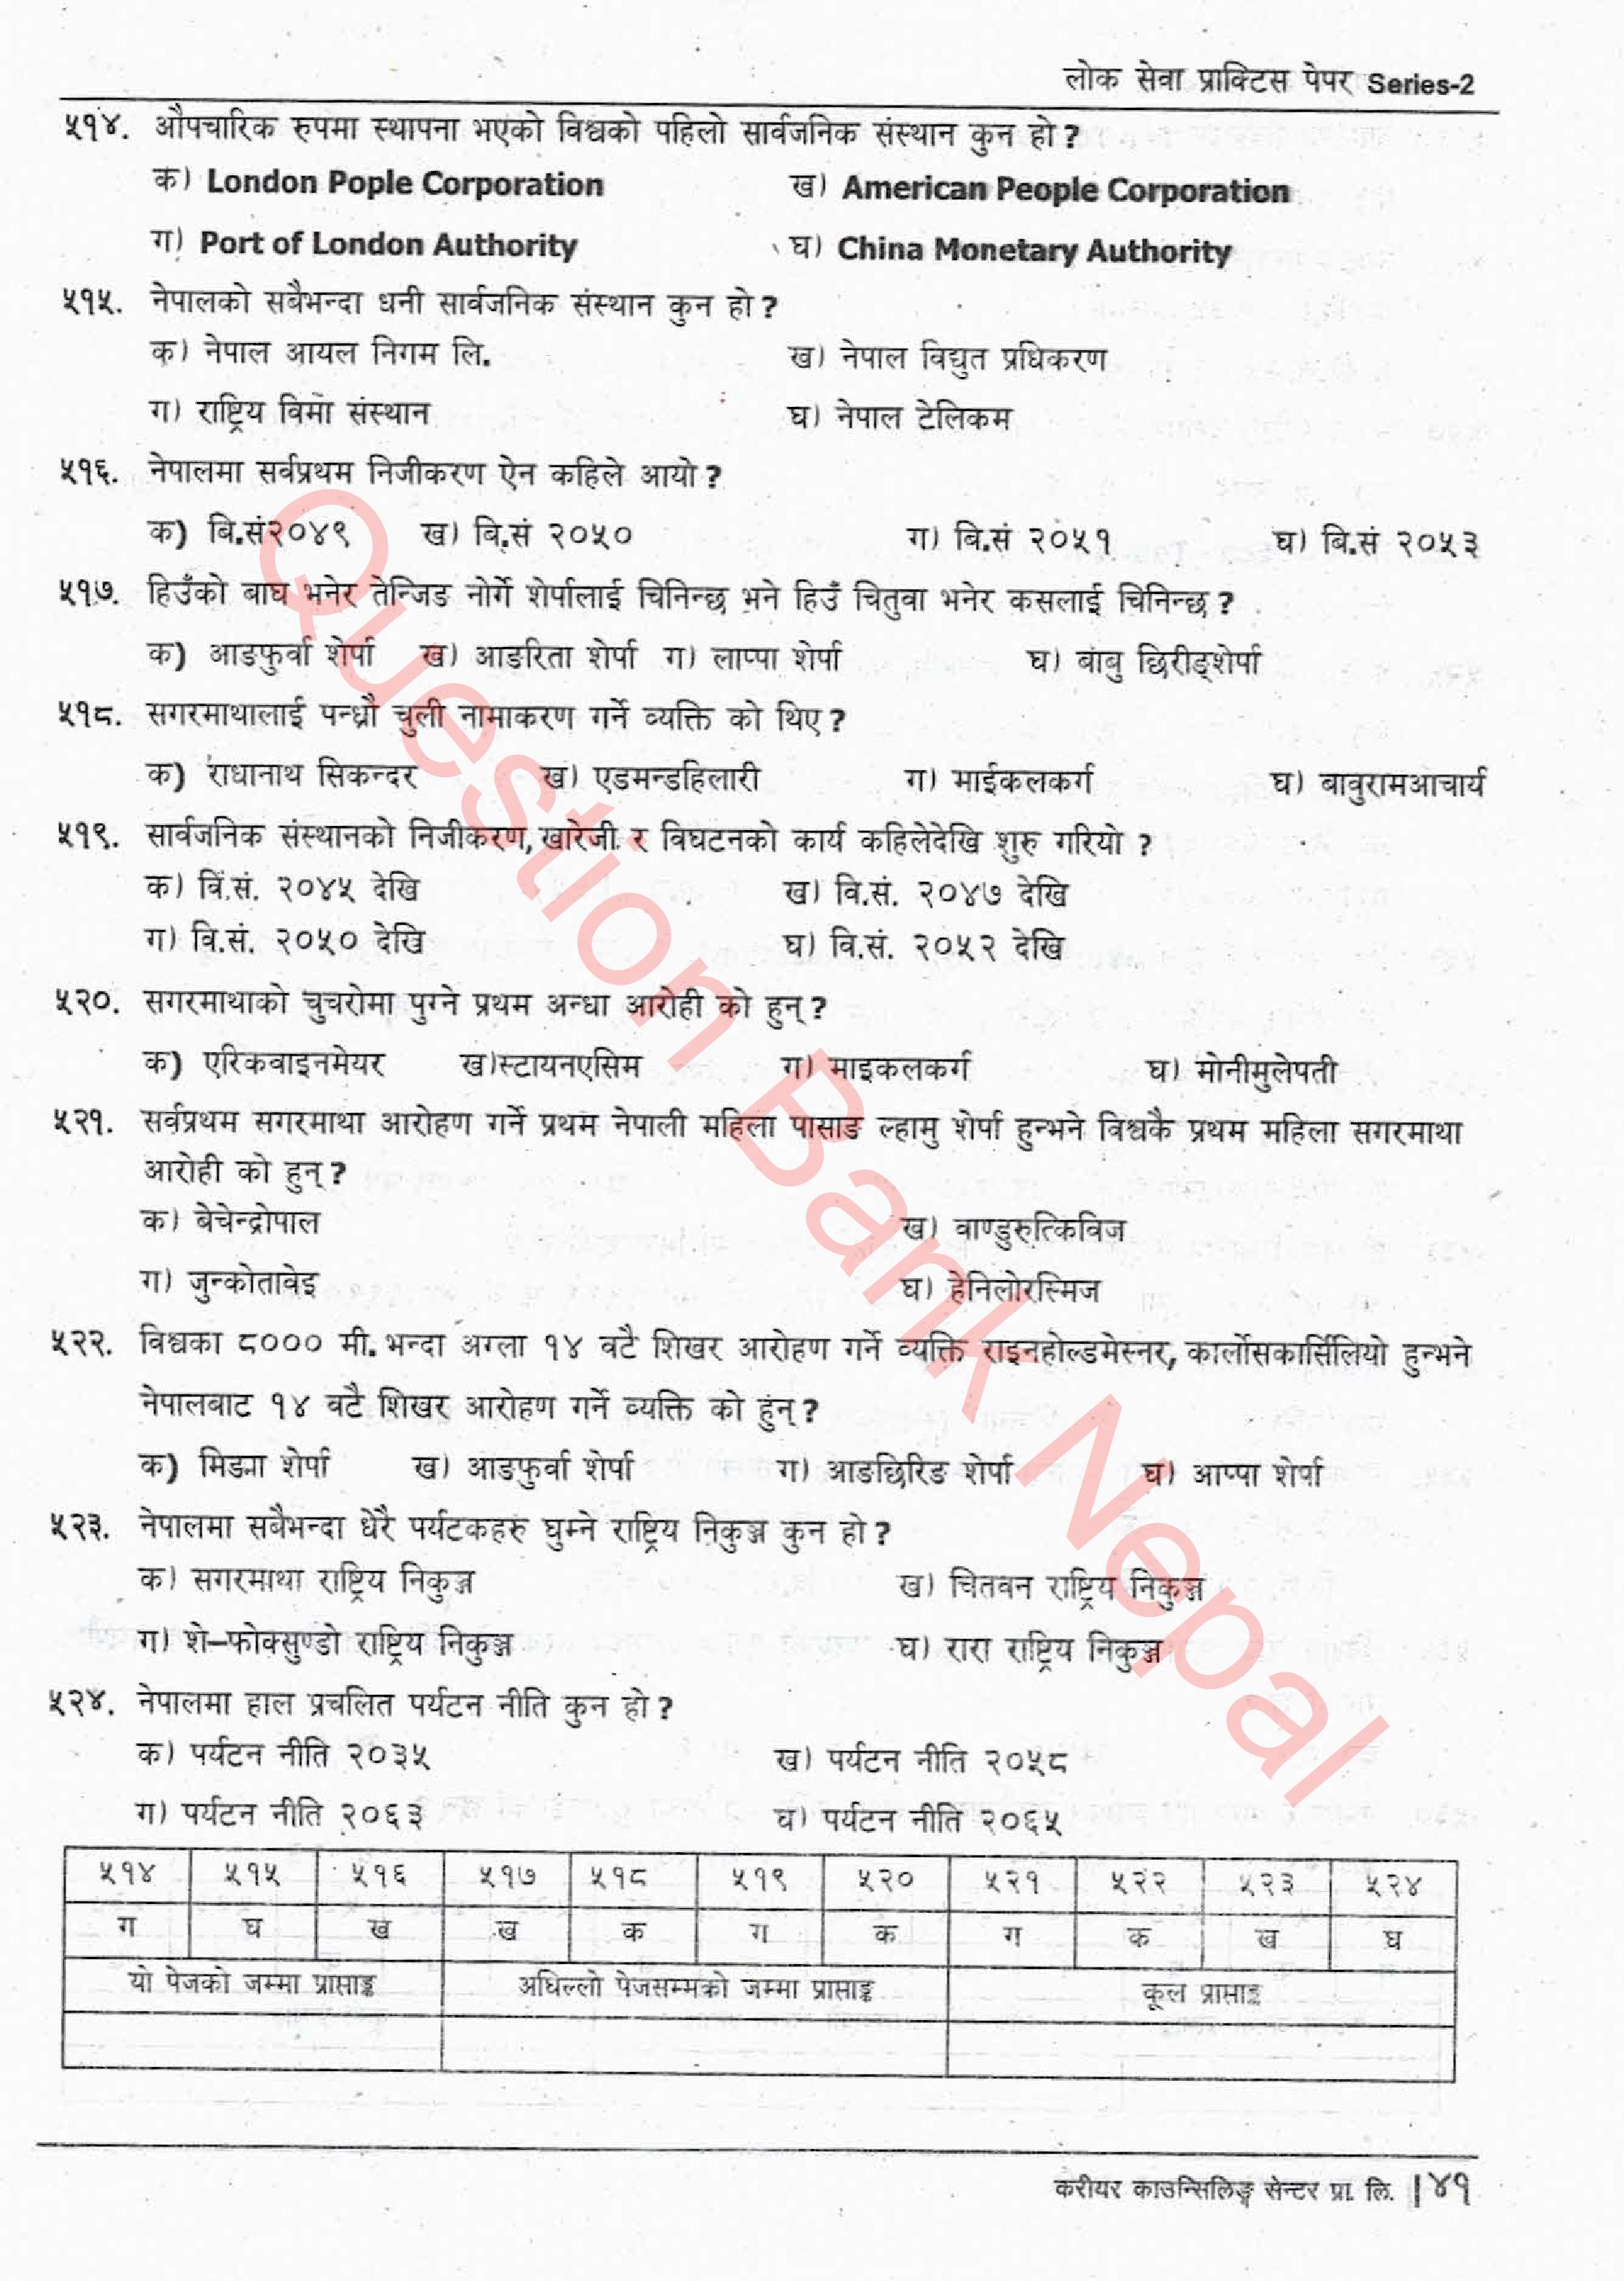 लोक सेवा प्राक्टिस पेपर Series-2
५१४. औपचारिक रुपमा स्थापना भएको विश्वको पहिलो सार्वजनिक संस्थान कुन हो ?
क) London Pople Corporation ख) American People Corporation
ग) Port of London Authority घ) China Monetary Authority
५१५. नेपालको सबैभन्दा धनी सार्वजनिक संस्थान कुन हो ?
क) नेपाल आयल निगम लि. ख) नेपाल विद्युत प्रधिकरण
ग) राष्ट्रिय विमा संस्थान घ) नेपाल टेलिकम
५१६. नेपालमा सर्वप्रथम निजीकरण ऐन कहिले आयो ?
क) बि.सं२०४९ ख) बि.सं २०५० ग) बि.सं २०५१ घ) बि.सं २०५३
५१७. हिउँको बाघ भनेर तेन्जिङ नोर्गे शेर्पालाई चिनिन्छ भने हिउँ चितुवा भनेर कसलाई चिनिन्छ ?
क) आङफुर्वा शेर्पा ख) आङरिता शेर्पा ग) लाप्पा शेर्पा घ) बाबु छिरीङ्शेर्पा
५१८. सगरमाथालाई पन्ध्रौ चुली नामाकरण गर्ने व्यक्ति को थिए ?
क) राधानाथ सिकन्दर ख) एडमन्डहिलारी ग) माईकलकर्ग घ) बावुरामआचार्य
५१९. सार्वजनिक संस्थानको निजीकरण, खारेजी र विघटनको कार्य कहिलेदेखि शुरु गरियो ?
क) वि.सं. २०४५ देखि ख) वि.सं. २०४७ देखि
ग) वि.सं. २०५० देखि घ) वि.सं. २०५२ देखि
५२०. सगरमाथाको चुचरोमा पुग्ने प्रथम अन्धा आरोही को हुन् ?
क) एरिकवाइनमेयर ख)स्टायनएसिम ग) माइकलकर्ग घ) मोनीमुलेपती
५२१. सर्वप्रथम सगरमाथा आरोहण गर्ने प्रथम नेपाली महिला पासाङ ल्हामु शेर्पा हुन्भने विश्वकै प्रथम महिला सगरमाथा
आरोही को हुन् ?
क) बेचेन्द्रोपाल ख) वाण्डुरुत्किविज
ग) जुन्कोतावेइ घ) हेनिलोरस्मिज
५२२. विश्वका ८००० मी. भन्दा अग्ला १४ वटै शिखर आरोहण गर्ने व्यक्ति राइनहोल्डमेस्नर, कार्लोसकार्सिलियो हुन्भने
नेपालबाट १४ वटै शिखर आरोहण गर्ने व्यक्ति को हुन् ?
क) मिङमा शेर्पा ख) आङफुर्वा शेर्पा ग) आङछिरिङ शेर्पा घ) आप्पा शेर्पा
५२३. नेपालमा सबैभन्दा धेरै पर्यटकहरु घुम्ने राष्ट्रिय निकुञ्ज कुन हो ?
क) सगरमाथा राष्ट्रिय निकुञ्ज ख) चितवन राष्ट्रिय निकुञ्ज
ग) शे–फोक्सुण्डो राष्ट्रिय निकुञ्ज घ) रारा राष्ट्रिय निकुञ्ज
५२४. नेपालमा हाल प्रचलित पर्यटन नीति कुन हो ?
क) पर्यटन नीति २०३५ ख) पर्यटन नीति २०५८
ग) पर्यटन नीति २०६३ घ) पर्यटन नीति २०६५
५१४ ५१५ ५१६ ५१७ ५१८ ५१९ ५२० ५२१ ५२२ ५२३ ५२४
ग घ ख ख क ग क ग क ख घ
यो पेजको जम्मा प्राप्ताङ्क अघिल्लो पेजसम्मको जम्मा प्राप्ताङ्क कूल प्राप्ताङ्क
करीयर काउन्सिलिङ्ग सेन्टर प्रा. लि. | ४१
Question Bank Nepal